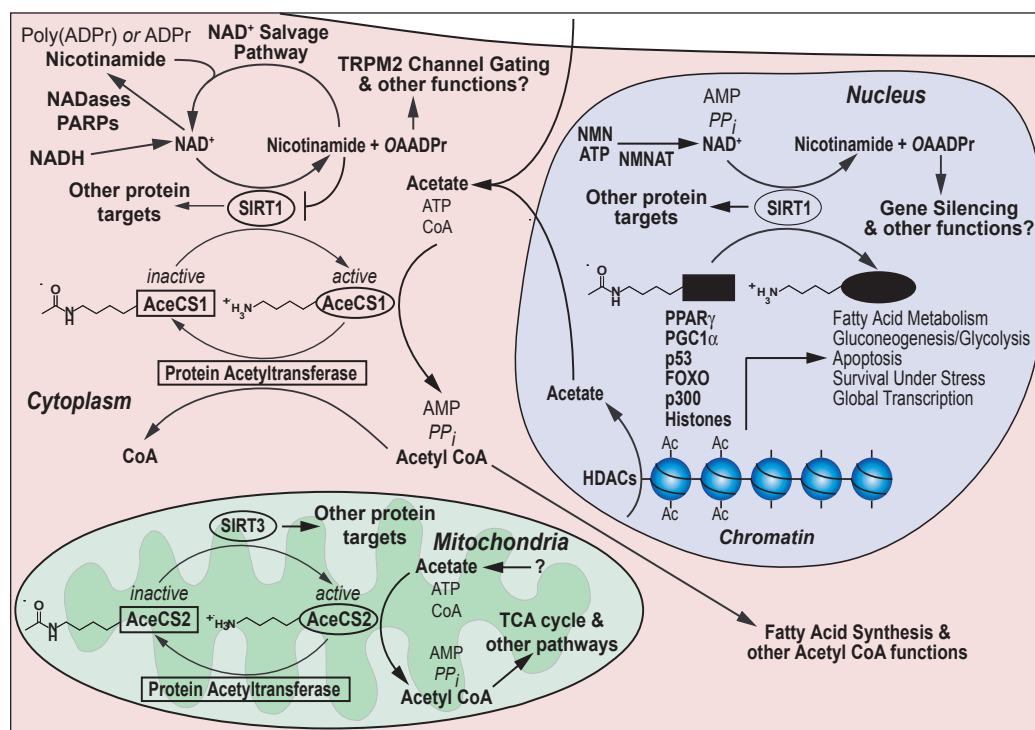 Poly(ADPr) or ADPr
Nicotinamide
NAD+ Salvage
Pathway
TRPM2 Channel Gating
& other functions?
NADases
PARPs
NAD+
NADH
Nicotinamide + OAADPr
Other protein
targets
SIRT1
Acetate
ATP
CoA
inactive
active
O
N
H
AceCS1
+H3N
AceCS1
Protein Acetyltransferase
Cytoplasm
CoA
AMP
PPi
Acetyl CoA
Nucleus
AMP
PPi
NMN
ATP
NMNAT
NAD+
Nicotinamide + OAADPr
Other protein
targets
SIRT1
Gene Silencing
& other functions?
O
N
H
+H3N
PPARγ
PGC1α
p53
FOXO
p300
Histones
Fatty Acid Metabolism
Gluconeogenesis/Glycolysis
Apoptosis
Survival Under Stress
Global Transcription
Acetate
HDACs
Ac
Ac
Ac
Ac
Chromatin
SIRT3
Other protein
targets
Mitochondria
Acetate
?
ATP
CoA
inactive
active
O
N
H
AceCS2
+H3N
AceCS2
Protein Acetyltransferase
AMP
PPi
Acetyl CoA
TCA cycle &
other pathways
Fatty Acid Synthesis &
other Acetyl CoA functions